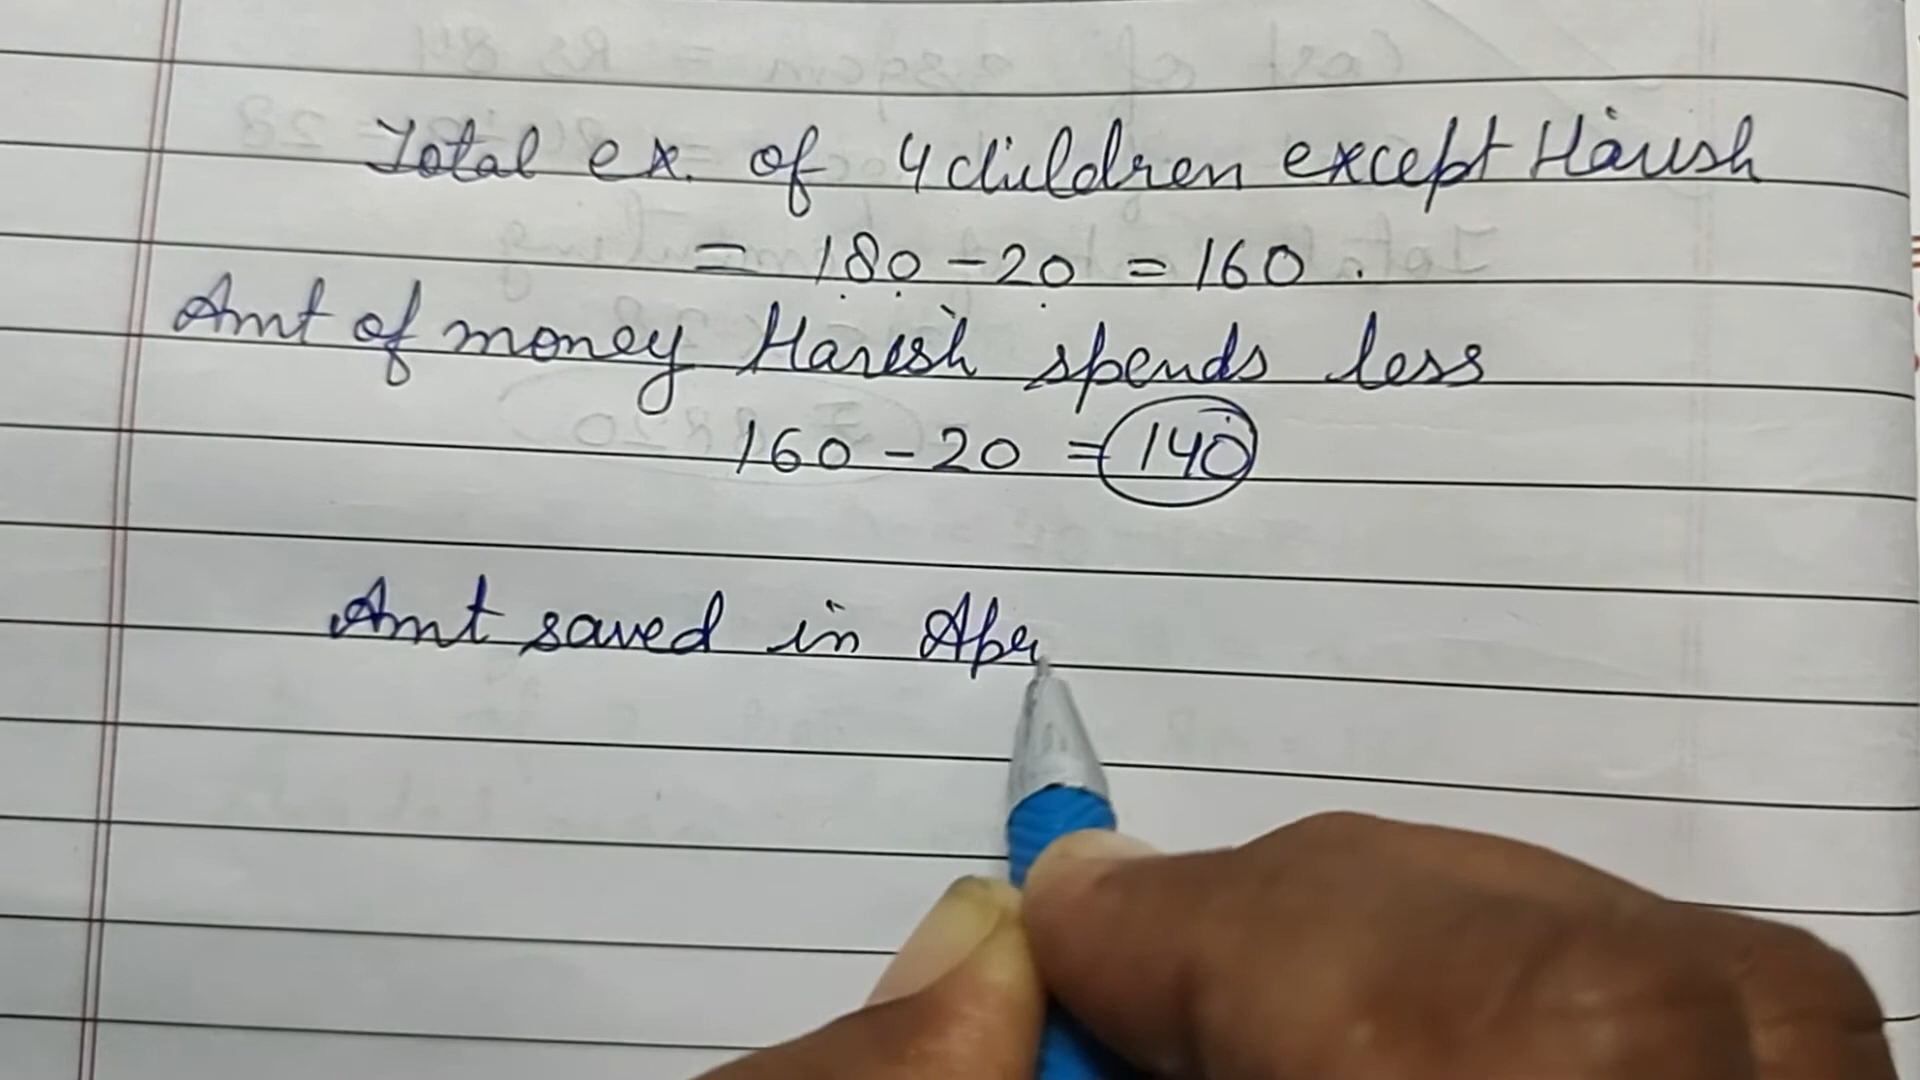 Total ex. of 4 children except Harish
= 180 - 20 = 160.
Amt of money Harish spends less
160 - 20 = 140
Amt saved in Apr